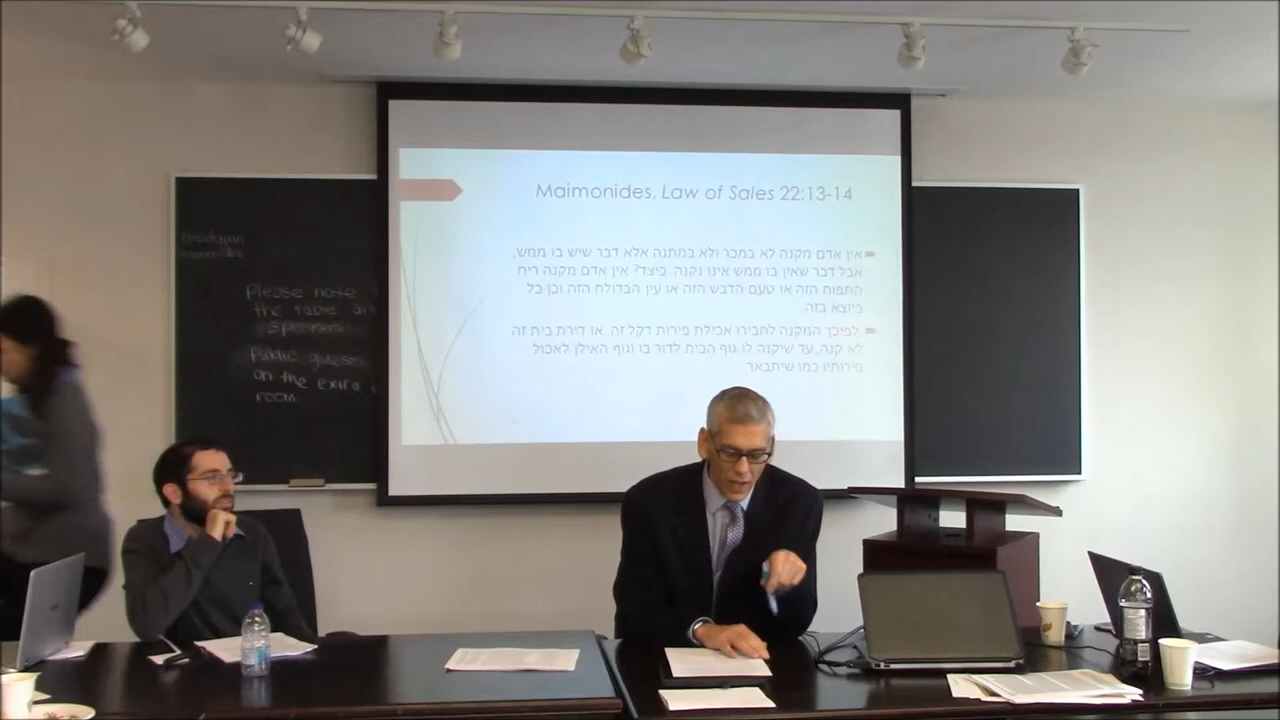 Maimonides, Law of Sales 22:13-14
אין אדם מקנה לא במכר ולא במתנה אלא דבר שיש בו ממש,
אבל דבר שאין בו ממש אינו נקנה. כיצד? אין אדם מקנה ריח
התפוח הזה או טעם הדבש הזה או עין הבדולח הזה וכן כל
כיוצא בזה
לפיכך המקנה לחבירו אכילת פירות דקל זה. או דירת בית זה
לא קנה, עד שיקנה לו גוף הבית לדור בו וגוף האילן לאכול
פירותיו כמו שיתבאר
Please note
the table
speakers
Public guests
on the extra
room